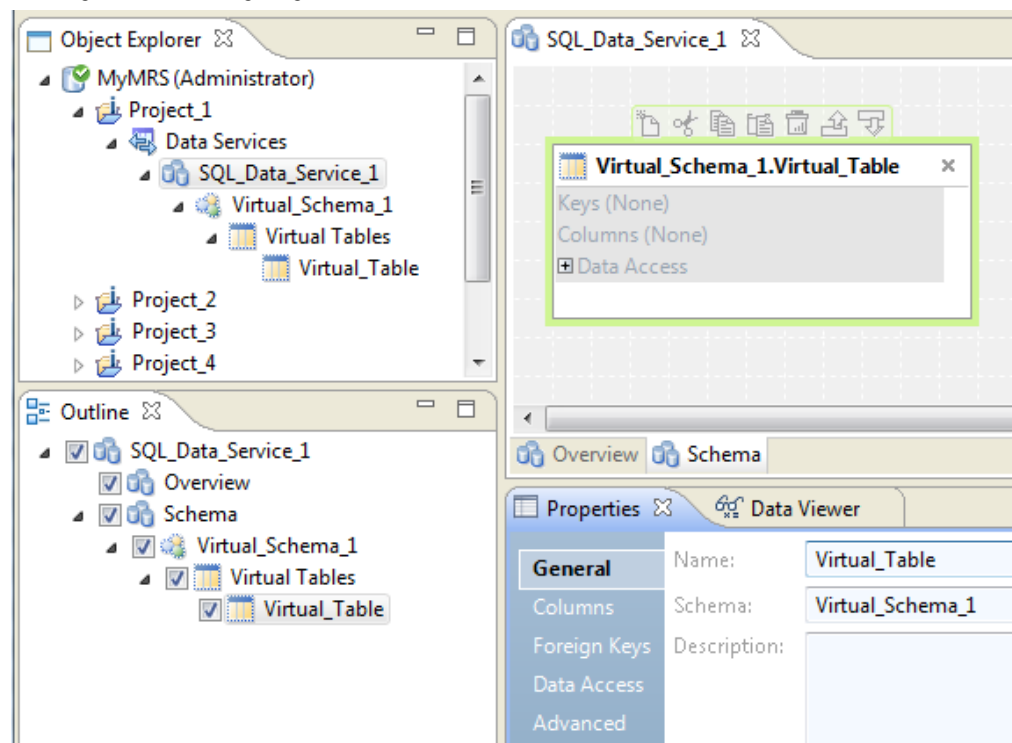 Object Explorer
MyMRS (Administrator)
Project_1
Data Services
SQL_Data_Service_1
Virtual_Schema_1
Virtual Tables
Virtual_Table
Project_2
Project_3
Project_4
Outline
SQL_Data_Service_1
Overview
Schema
Virtual_Schema_1
Virtual Tables
Virtual_Table
SQL_Data_Service_1
Virtual_Schema_1.Virtual_Table
Keys (None)
Columns (None)
Data Access
Overview Schema
Properties Data Viewer
General
Columns
Foreign Keys
Data Access
Advanced
Name: Virtual_Table
Schema: Virtual_Schema_1
Description: